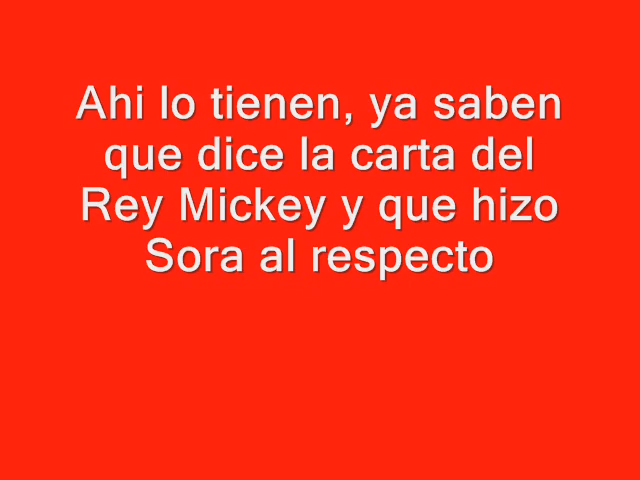 Ahi lo tienen, ya saben
que dice la carta del
Rey Mickey y que hizo
Sora al respecto